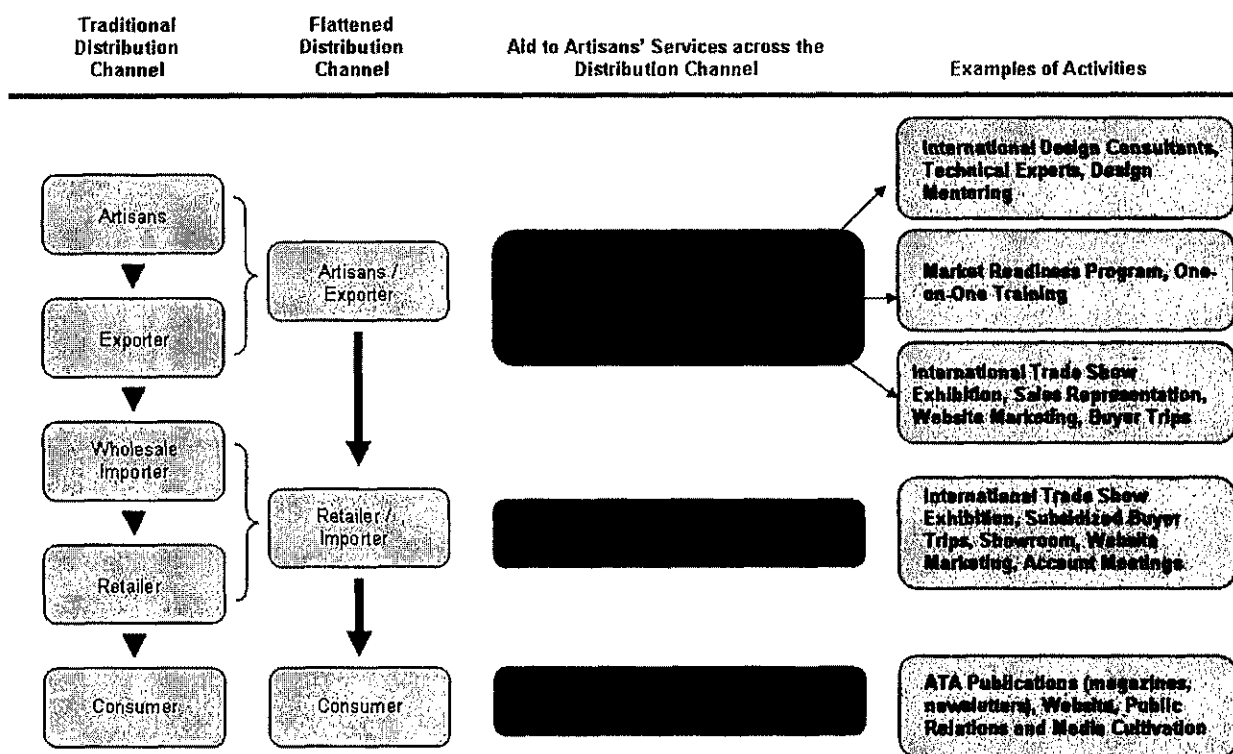 Traditional
Distribution
Channel
Flattened
Distribution
Channel
Aid to Artisans' Services across the
Distribution Channel
Examples of Activities
Artisans
Exporter
Wholesale
Importer
Retailer
Consumer
Artisans /
Exporter
Retailer /
Importer
Consumer
International Design Consultants,
Technical Experts, Design
Mentoring
Market Readiness Program, One-
on-One Training
International Trade Show
Exhibition, Sales Representation,
Website Marketing, Buyer Trips
International Trade Show
Exhibition, Subsidized Buyer
Trips, Showroom, Website
Marketing, Account Meetings
ATA Publications (magazines,
newsletters), Website, Public
Relations and Media Cultivation